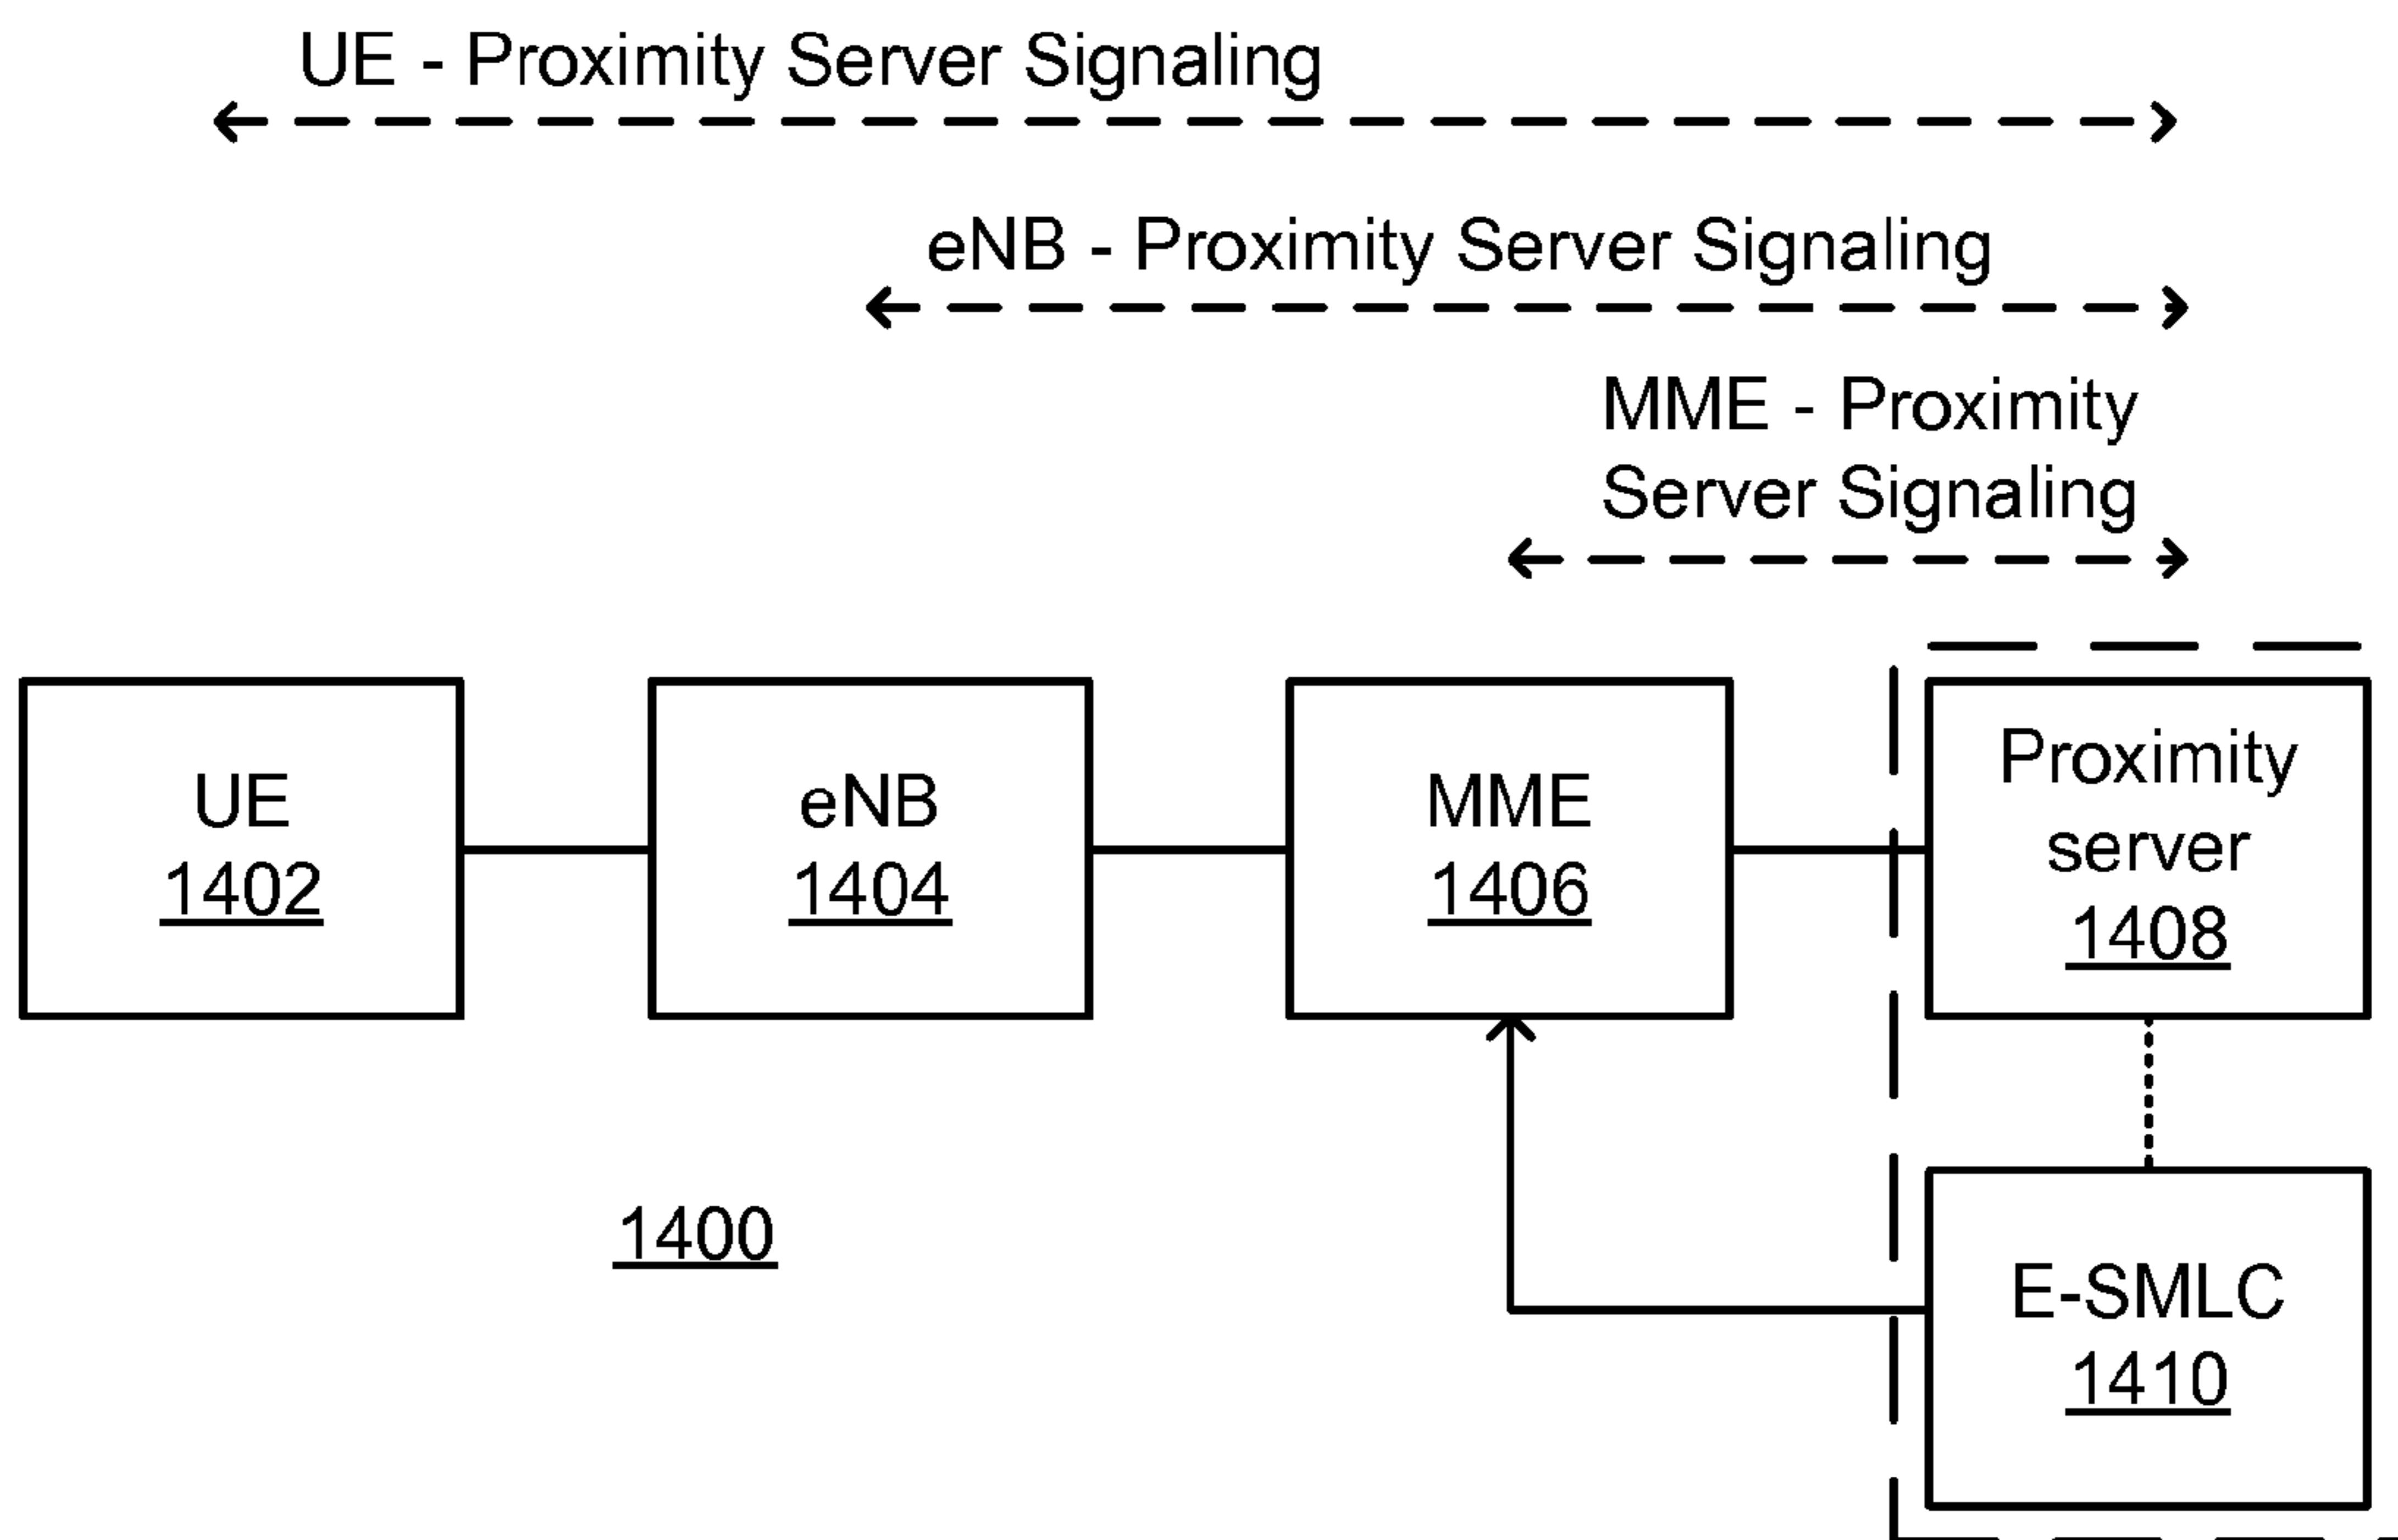 UE - Proximity Server Signaling
eNB - Proximity Server Signaling
MME - Proximity
Server Signaling
UE
1402
eNB
1404
MME
1406
Proximity
server
1408
1400
E-SMLC
1410